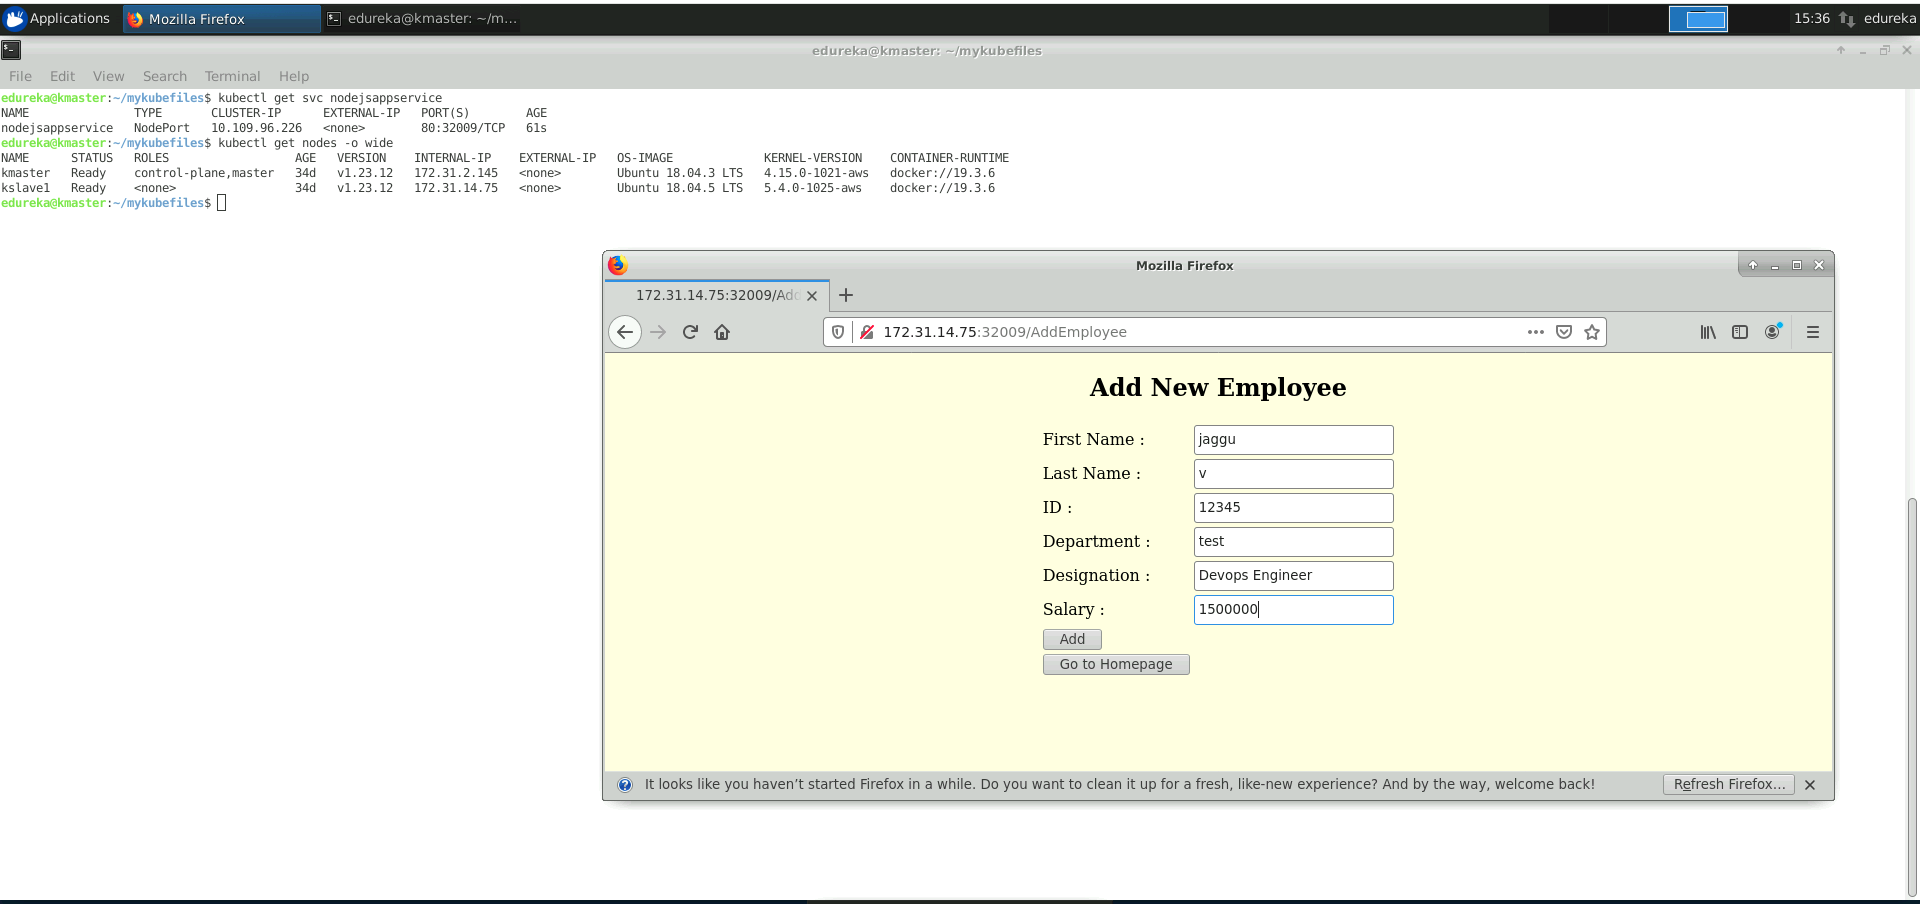 Applications Mozilla Firefox edureka@kmaster: ~/m... 15:36 edureka
edureka@kmaster: ~/mykubefiles
File Edit View Search Terminal Help
edureka@kmaster:~/mykubefiles$ kubectl get svc nodejsappservice
NAME TYPE CLUSTER-IP EXTERNAL-IP PORT(S) AGE
nodejsappservice NodePort 10.109.96.226 <none> 80:32009/TCP 61s
edureka@kmaster:~/mykubefiles$ kubectl get nodes -o wide
NAME STATUS ROLES AGE VERSION INTERNAL-IP EXTERNAL-IP OS-IMAGE KERNEL-VERSION CONTAINER-RUNTIME
kmaster Ready control-plane,master 34d v1.23.12 172.31.2.145 <none> Ubuntu 18.04.3 LTS 4.15.0-1021-aws docker://19.3.6
kslave1 Ready <none> 34d v1.23.12 172.31.14.75 <none> Ubuntu 18.04.5 LTS 5.4.0-1025-aws docker://19.3.6
edureka@kmaster:~/mykubefiles$
Mozilla Firefox
172.31.14.75:32009/Add
172.31.14.75:32009/AddEmployee
Add New Employee
First Name : jaggu
Last Name : v
ID : 12345
Department : test
Designation : Devops Engineer
Salary : 1500000
Add
Go to Homepage
It looks like you haven’t started Firefox in a while. Do you want to clean it up for a fresh, like-new experience? And by the way, welcome back! Refresh Firefox...